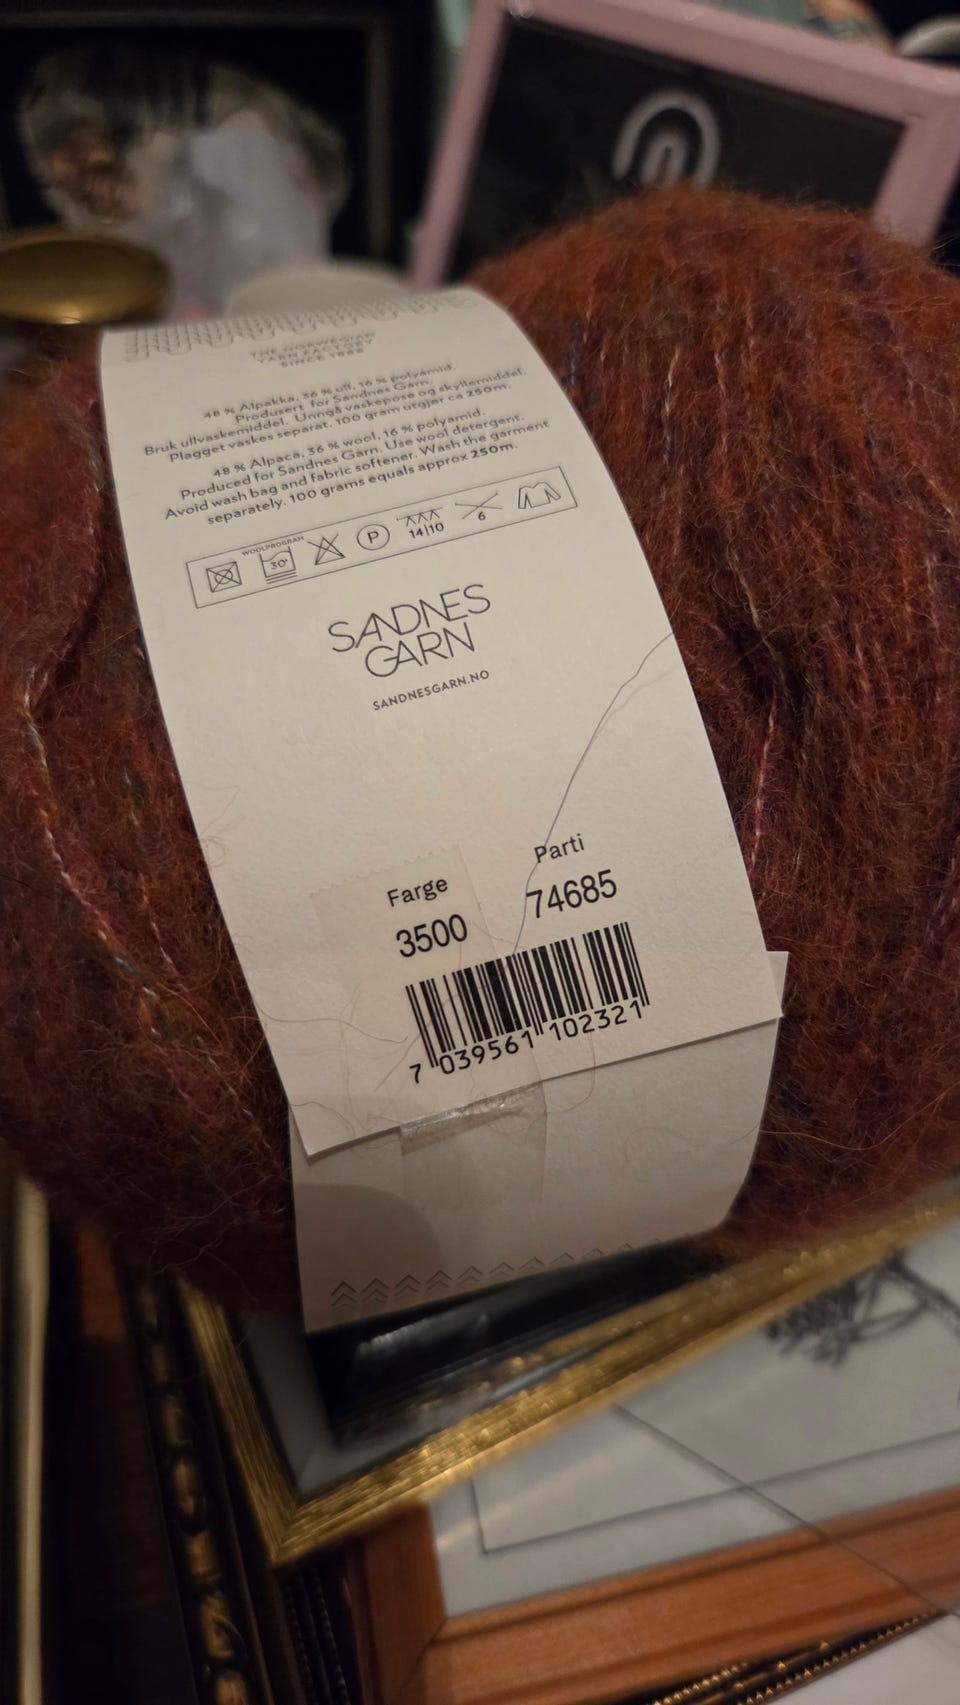 THE NORWEGIAN
YARN FACTORY
SINCE 1888
48 % Alpakka, 36 % ull, 16 % polyamid.
Produsert for Sandnes Garn.
Bruk ullvaskemiddel. Unngå vaskepose og skyllemiddel.
Plagget vaskes separat. 100 gram utgjør ca 250m.
48 % Alpaca, 36 % wool, 16 % polyamid.
Produced for Sandnes Garn. Use wool detergent.
Avoid wash bag and fabric softener. Wash the garment
separately. 100 grams equals approx 250m.
WOOLPROGRAM
30°
P
14/10
6
SANDNES
GARN
SANDNESGARN.NO
Farge
3500
Parti
74685
7 039561 102321